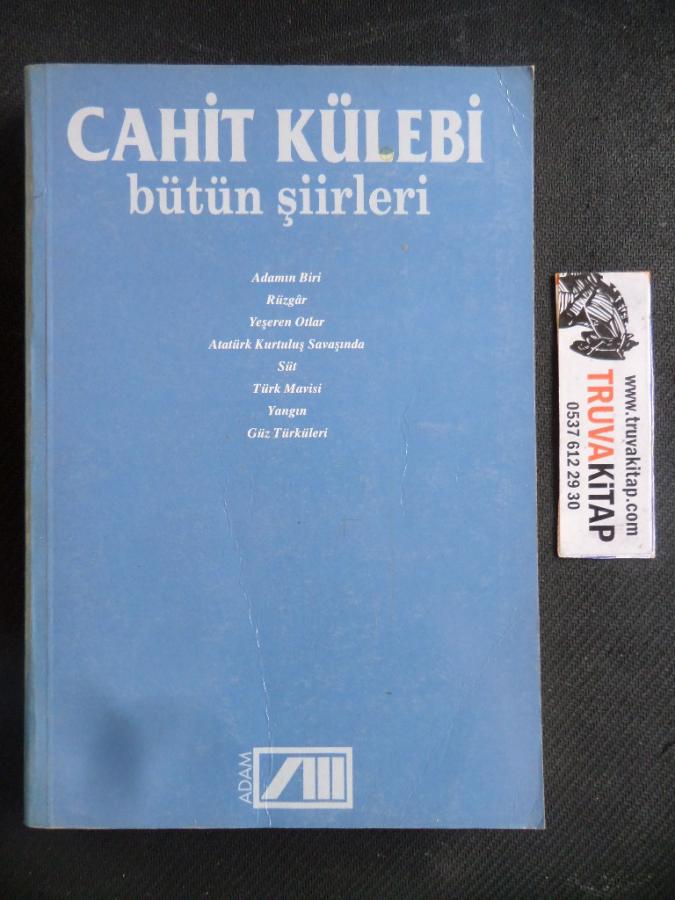 CAHİT KÜLEBİ
bütün şiirleri
Adamın Biri
Rüzgâr
Yeşeren Otlar
Atatürk Kurtuluş Savaşında
Süt
Türk Mavisi
Yangın
Güz Türküleri
ADAM
www.truvakitap.com
TRUVAKİTAP
0537 612 29 30